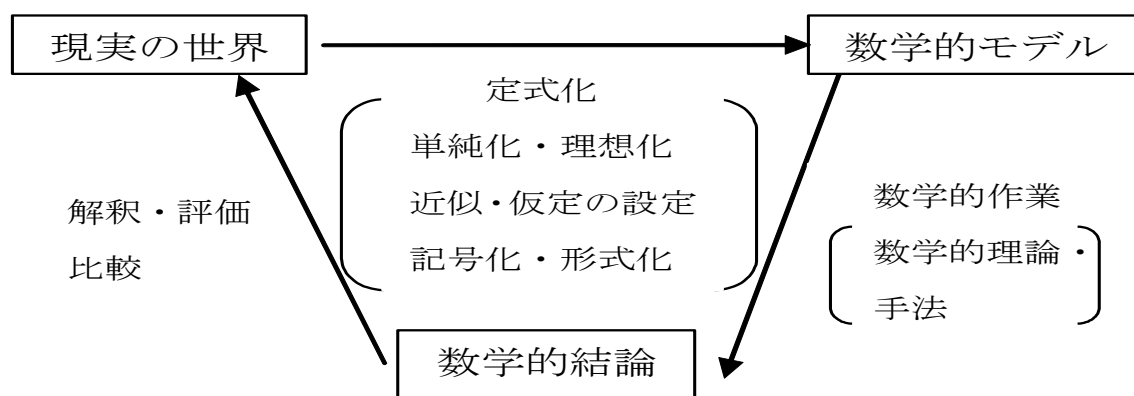 現実の世界
数学的モデル
定式化
単純化・理想化
近似・仮定の設定
記号化・形式化
解釈・評価
比較
数学的作業
数学的理論・
手法
数学的結論